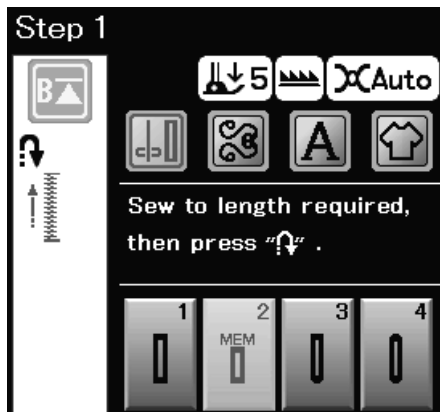 Step 1
B
5 Auto
A
Sew to length required,
then press “ ” .
1 2 3 4
MEM